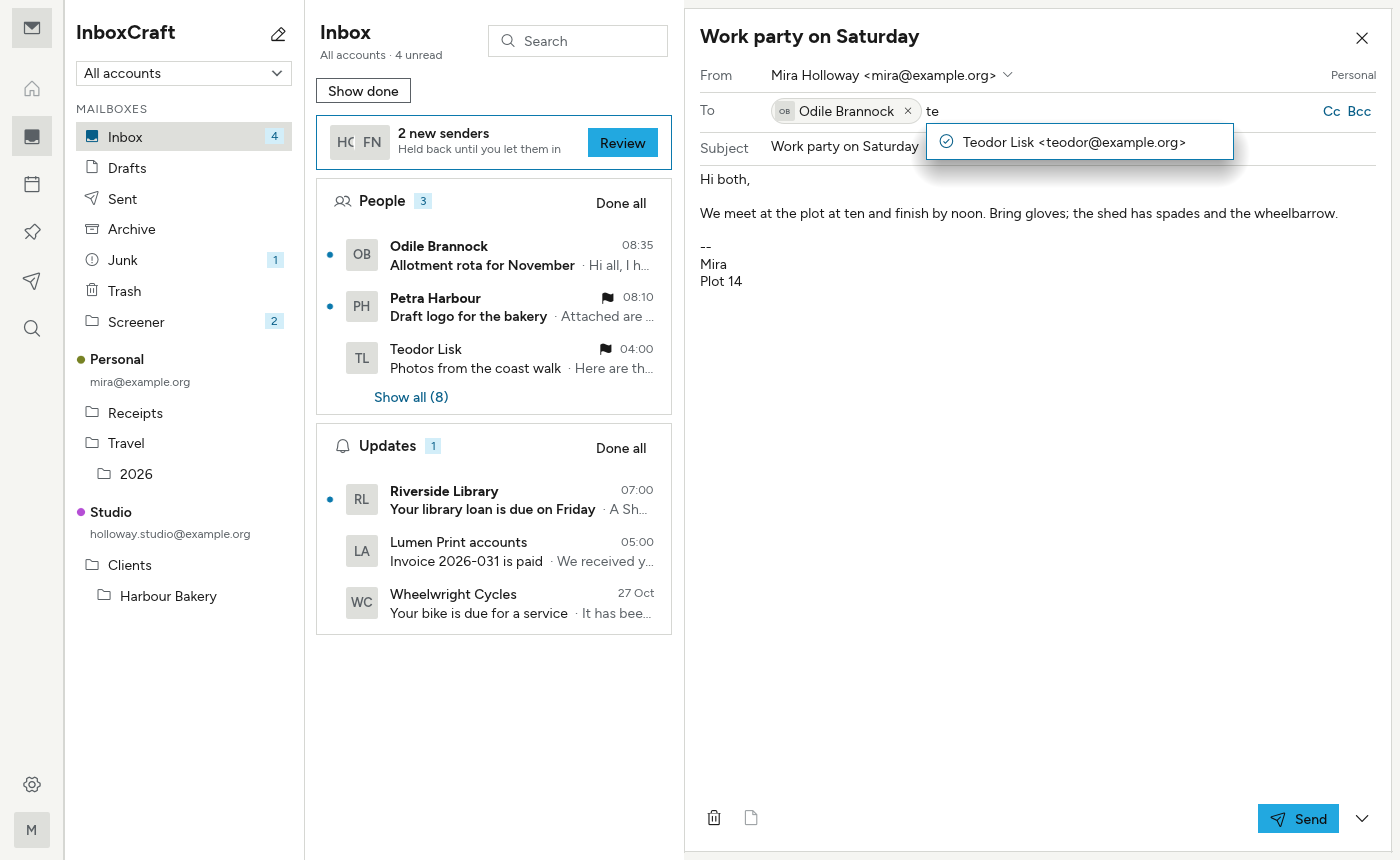 InboxCraft
All accounts
MAILBOXES
Inbox 4
Drafts
Sent
Archive
Junk 1
Trash
Screener 2
Personal
mira@example.org
Receipts
Travel
2026
Studio
holloway.studio@example.org
Clients
Harbour Bakery
M
Inbox
All accounts · 4 unread
Search
Show done
FN
2 new senders
Held back until you let them in
Review
People 3
Done all
OB
Odile Brannock 08:35
Allotment rota for November · Hi all, I h...
PH
Petra Harbour 08:10
Draft logo for the bakery · Attached are ...
TL
Teodor Lisk 04:00
Photos from the coast walk · Here are th...
Show all (8)
Updates 1
Done all
RL
Riverside Library 07:00
Your library loan is due on Friday · A Sh...
LA
Lumen Print accounts 05:00
Invoice 2026-031 is paid · We received y...
WC
Wheelwright Cycles 27 Oct
Your bike is due for a service · It has bee...
Work party on Saturday
From Mira Holloway <mira@example.org> Personal
To OB Odile Brannock te Cc Bcc
Teodor Lisk <teodor@example.org>
Subject Work party on Saturday
Hi both,
We meet at the plot at ten and finish by noon. Bring gloves; the shed has spades and the wheelbarrow.
--
Mira
Plot 14
Send